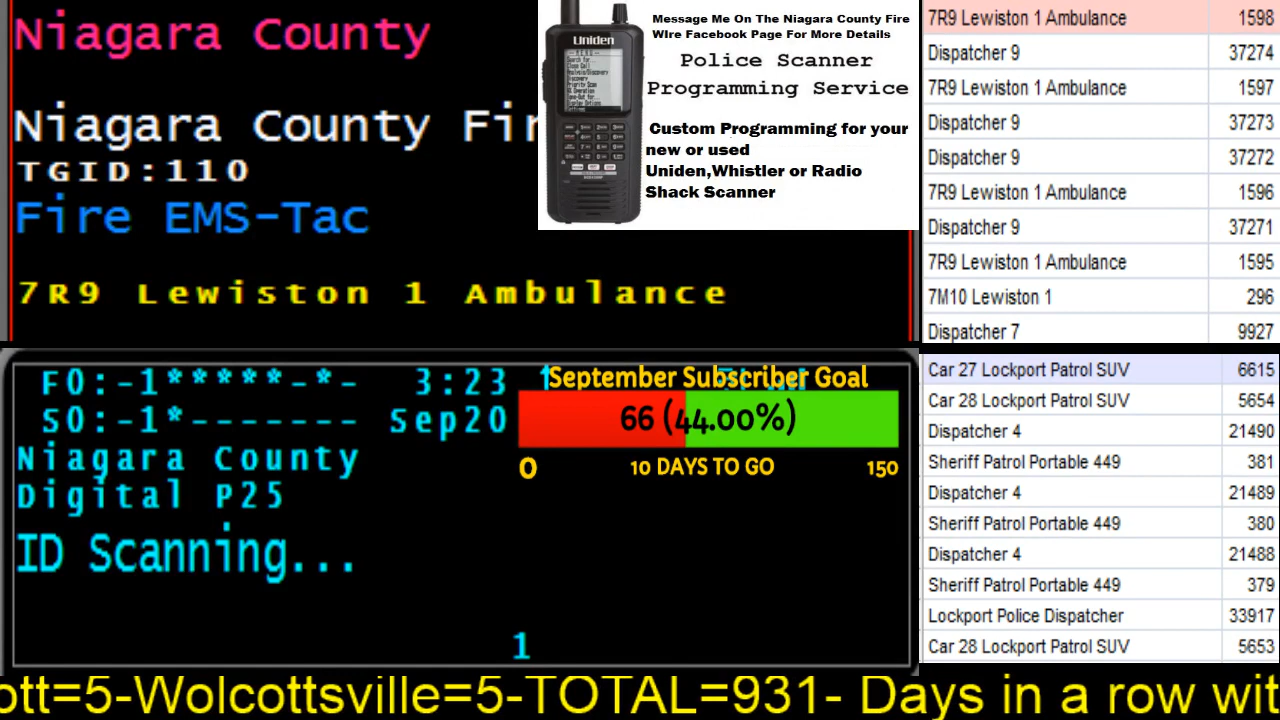 Niagara County
Niagara County Fir
TGID:110
Fire EMS-Tac
7R9 Lewiston 1 Ambulance
Uniden
Message Me On The Niagara County Fire
WIre Facebook Page For More Details
Police Scanner
Programming Service
Custom Programming for your
new or used
Uniden,Whistler or Radio
Shack Scanner
7R9 Lewiston 1 Ambulance 1598
Dispatcher 9 37274
7R9 Lewiston 1 Ambulance 1597
Dispatcher 9 37273
Dispatcher 9 37272
7R9 Lewiston 1 Ambulance 1596
Dispatcher 9 37271
7R9 Lewiston 1 Ambulance 1595
7M10 Lewiston 1 296
Dispatcher 7 9927
F0:-1*****-*- 3:23
S0:-1*------- Sep20
Niagara County
Digital P25
ID Scanning...
1
September Subscriber Goal
66 (44.00%)
0 10 DAYS TO GO 150
Car 27 Lockport Patrol SUV 6615
Car 28 Lockport Patrol SUV 5654
Dispatcher 4 21490
Sheriff Patrol Portable 449 381
Dispatcher 4 21489
Sheriff Patrol Portable 449 380
Dispatcher 4 21488
Sheriff Patrol Portable 449 379
Lockport Police Dispatcher 33917
Car 28 Lockport Patrol SUV 5653
ott=5-Wolcottsville=5-TOTAL=931- Days in a row wit